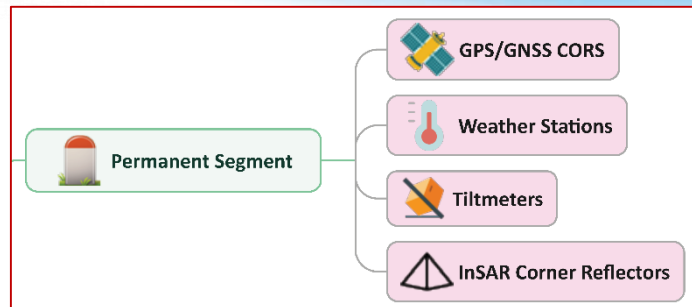 GPS/GNSS CORS
Weather Stations
Permanent Segment
Tiltmeters
InSAR Corner Reflectors